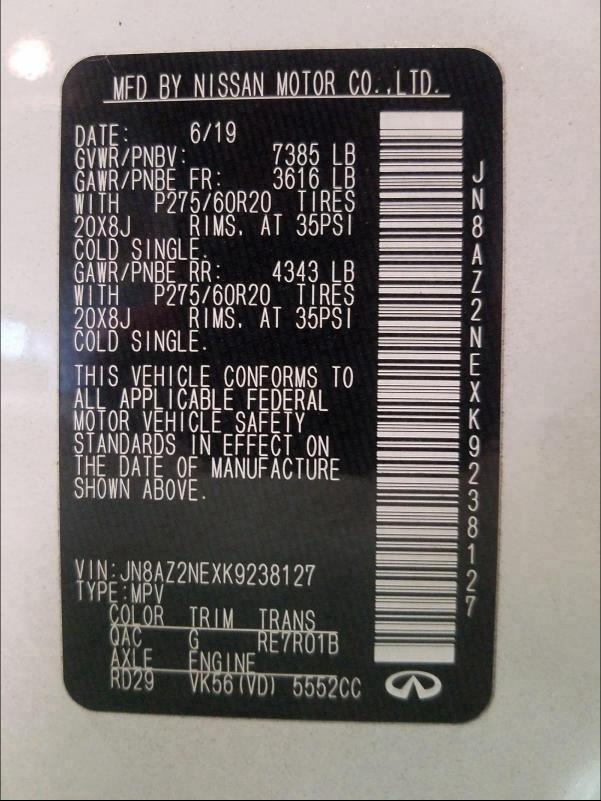 MFD BY NISSAN MOTOR CO.,LTD.
DATE: 6/19
GVWR/PNBV: 7385 LB
GAWR/PNBE FR: 3616 LB
WITH P275/60R20 TIRES
20X8J RIMS, AT 35PSI
COLD SINGLE.
GAWR/PNBE RR: 4343 LB
WITH P275/60R20 TIRES
20X8J RIMS, AT 35PSI
COLD SINGLE.
THIS VEHICLE CONFORMS TO
ALL APPLICABLE FEDERAL
MOTOR VEHICLE SAFETY
STANDARDS IN EFFECT ON
THE DATE OF MANUFACTURE
SHOWN ABOVE.
VIN:JN8AZ2NEXK9238127
TYPE:MPV
COLOR TRIM TRANS
QAC G RE7R01B
AXLE ENGINE
RD29 VK56(VD) 5552CC
JN8AZ2NEXK9238127